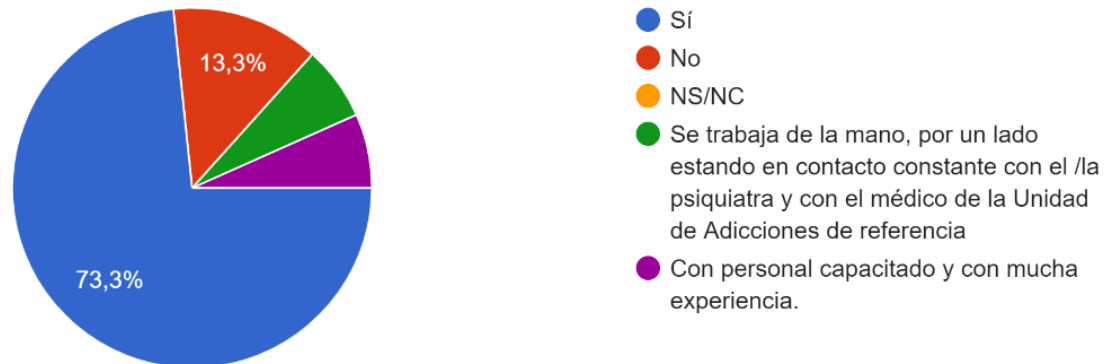 13,3%
73,3%
Sí
No
NS/NC
Se trabaja de la mano, por un lado
estando en contacto constante con el /la
psiquiatra y con el médico de la Unidad
de Adicciones de referencia
Con personal capacitado y con mucha
experiencia.